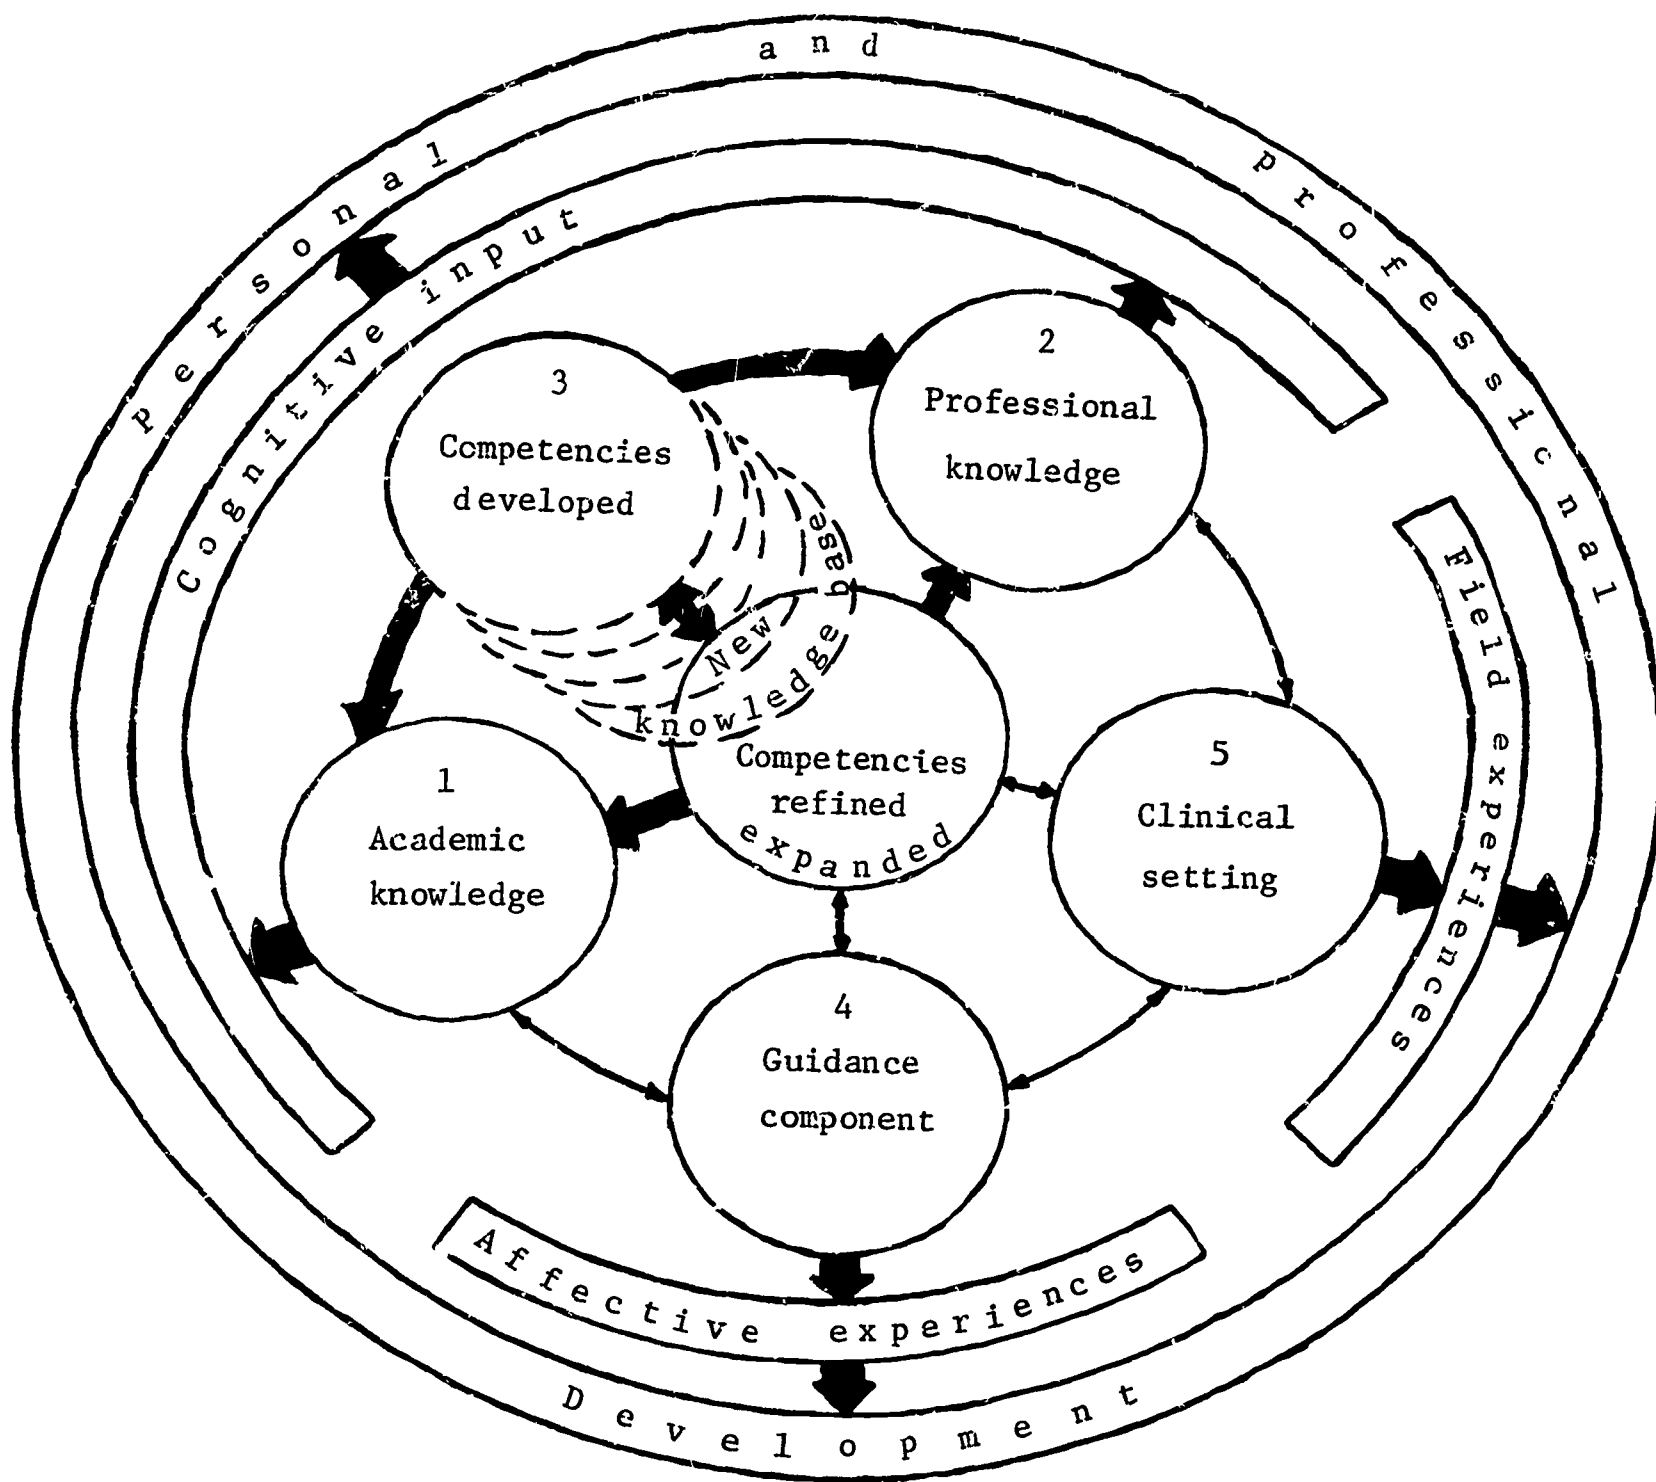 Personal and professional
Development
Cognitive input
3
Competencies
developed
2
Professional
knowledge
New
knowledge base
Competencies
refined
expanded
1
Academic
knowledge
5
Clinical
setting
4
Guidance
component
Field experiences
Affective experiences